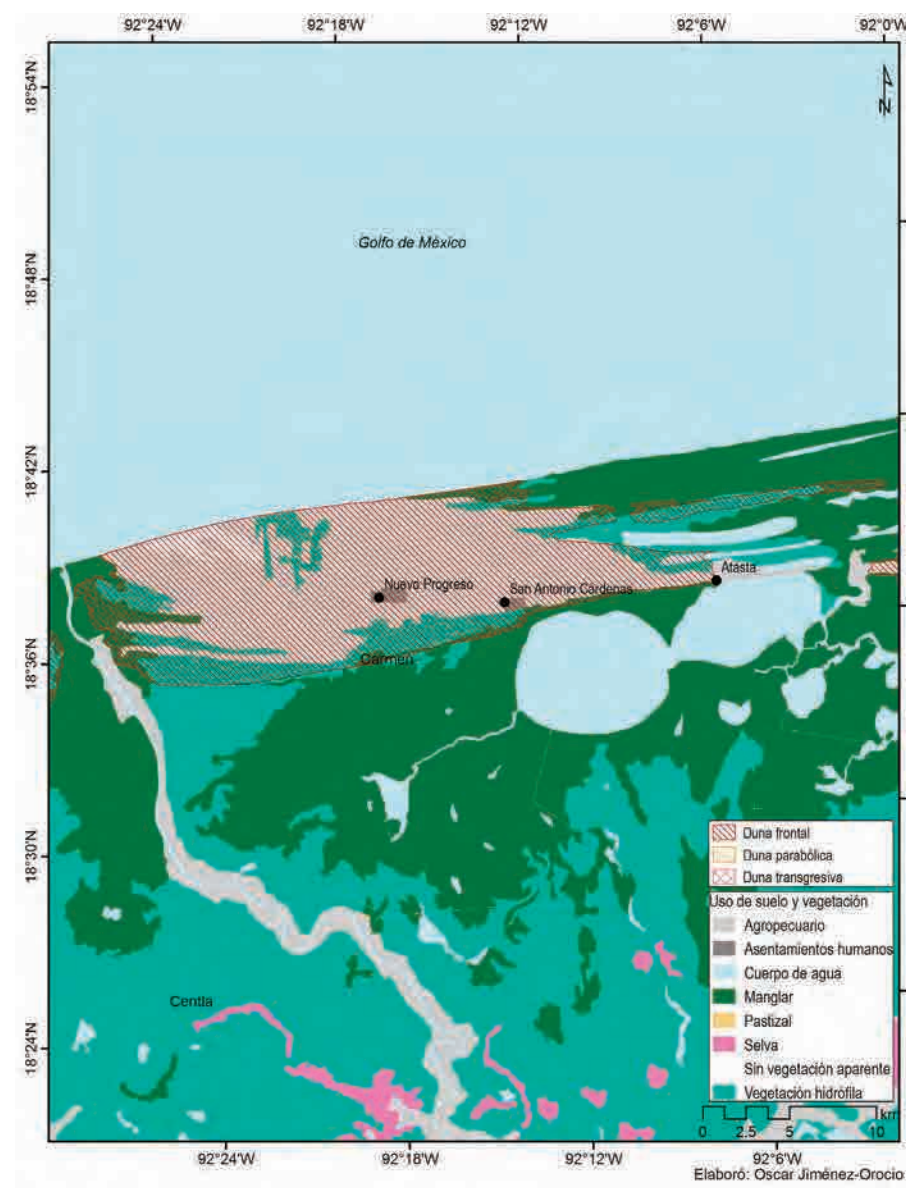 92°24'W 92°18'W 92°12'W 92°6'W 92°0'W
18°54'N
N
Golfo de México
18°48'N
18°42'N
Atasta
Nuevo Progreso
San Antonio Cárdenas
Carmen
18°36'N
Duna frontal
Duna parabólica
Duna transgresiva
18°30'N
Uso de suelo y vegetación
Agropecuario
Asentamientos humanos
Cuerpo de agua
Manglar
Pastizal
Selva
Sin vegetación aparente
Vegetación hidrófila
Centla
18°24'N
km
0 2.5 5 10
92°24'W 92°18'W 92°12'W 92°6'W
Elaboró: Oscar Jiménez-Orocio